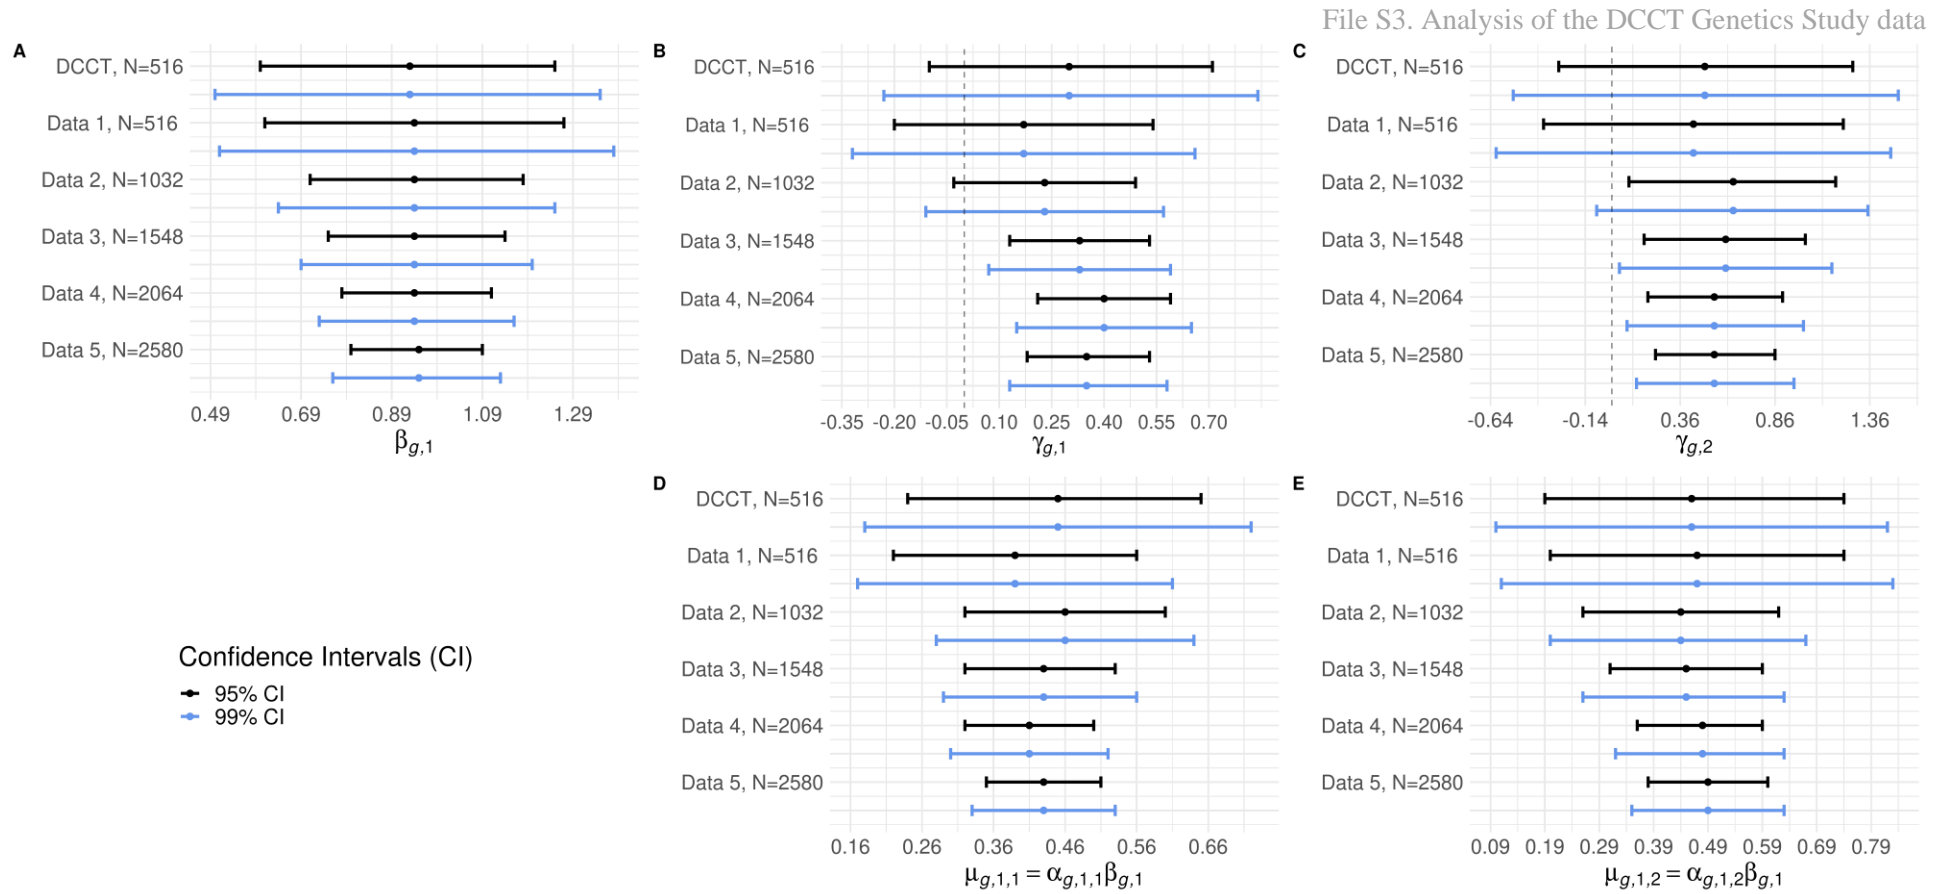 File S3. Analysis of the DCCT Genetics Study data
A
DCCT, N=516
Data 1, N=516
Data 2, N=1032
Data 3, N=1548
Data 4, N=2064
Data 5, N=2580
0.49 0.69 0.89 1.09 1.29
βg,1
B
DCCT, N=516
Data 1, N=516
Data 2, N=1032
Data 3, N=1548
Data 4, N=2064
Data 5, N=2580
-0.35 -0.20 -0.05 0.10 0.25 0.40 0.55 0.70
γg,1
C
DCCT, N=516
Data 1, N=516
Data 2, N=1032
Data 3, N=1548
Data 4, N=2064
Data 5, N=2580
-0.64 -0.14 0.36 0.86 1.36
γg,2
Confidence Intervals (CI)
95% CI
99% CI
D
DCCT, N=516
Data 1, N=516
Data 2, N=1032
Data 3, N=1548
Data 4, N=2064
Data 5, N=2580
0.16 0.26 0.36 0.46 0.56 0.66
μg,1,1 = αg,1,1βg,1
E
DCCT, N=516
Data 1, N=516
Data 2, N=1032
Data 3, N=1548
Data 4, N=2064
Data 5, N=2580
0.09 0.19 0.29 0.39 0.49 0.59 0.69 0.79
μg,1,2 = αg,1,2βg,1